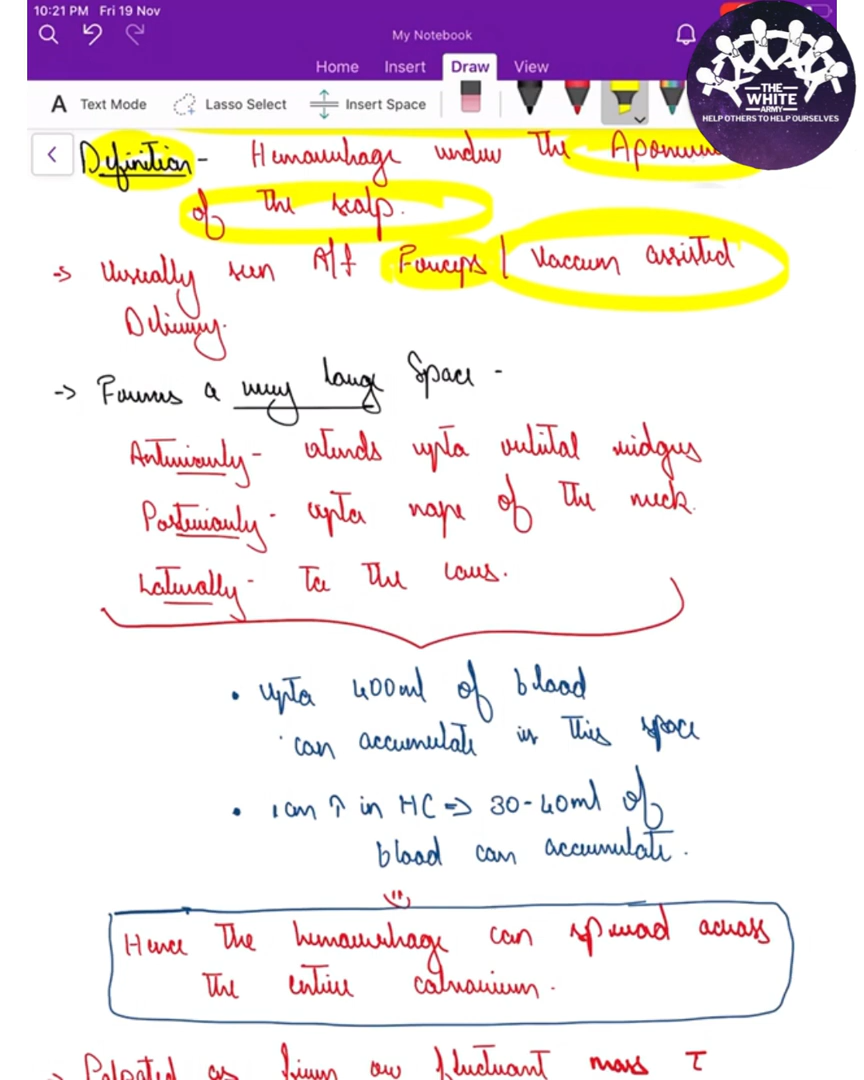 10:21 PM Fri 19 Nov
My Notebook
Home Insert Draw View
A Text Mode Lasso Select Insert Space
THE
WHITE
ARMY
HELP OTHERS TO HELP OURSELVES
Definition - Hemorrhage under the
of the scalp.
→ Usually seen A/f Forceps | Vaccum assisted
Delivery.
→ Forms a very large Space -
Anteriorly - extends upto orbital ridges
Posteriorly - upto nape of the neck.
Laterally - To the ears.
• upto 400ml of blood
can accumulate in this space
• 1cm ↑ in HC => 30-40ml of
blood can accumulate.
Hence the hemorrhage can spread across
the entire calvarium.
→ Palpated as firm or fluctuant mass c̄